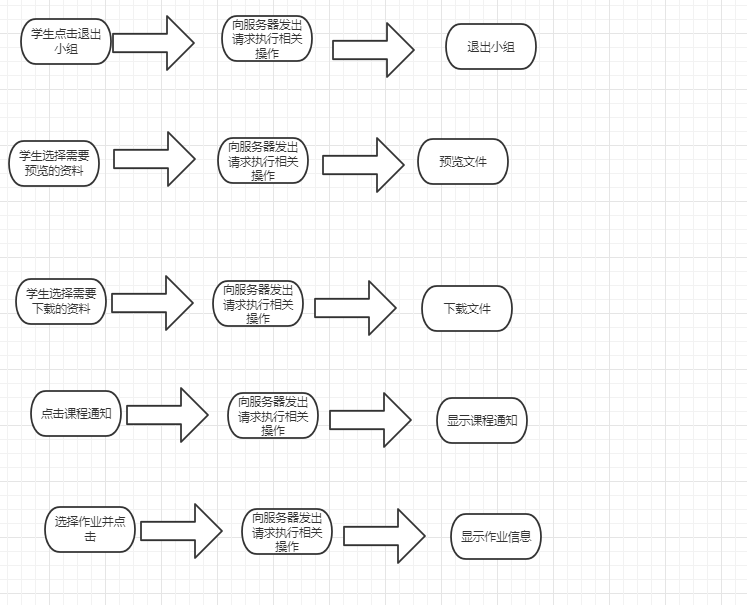 学生点击退出
小组
向服务器发出
请求执行相关
操作
退出小组
学生选择需要
预览的资料
向服务器发出
请求执行相关
操作
预览文件
学生选择需要
下载的资料
向服务器发出
请求执行相关
操作
下载文件
点击课程通知
向服务器发出
请求执行相关
操作
显示课程通知
选择作业并点
击
向服务器发出
请求执行相关
操作
显示作业信息